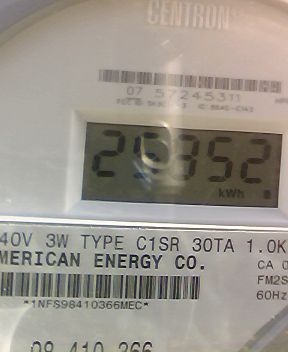 CENTRON
07 57245311
25352
kWh
40V 3W TYPE C1SR 30TA 1.0K
MERICAN ENERGY CO.
CA 0
FM2S
60Hz
*1NFS98410366MEC*
98 410 366